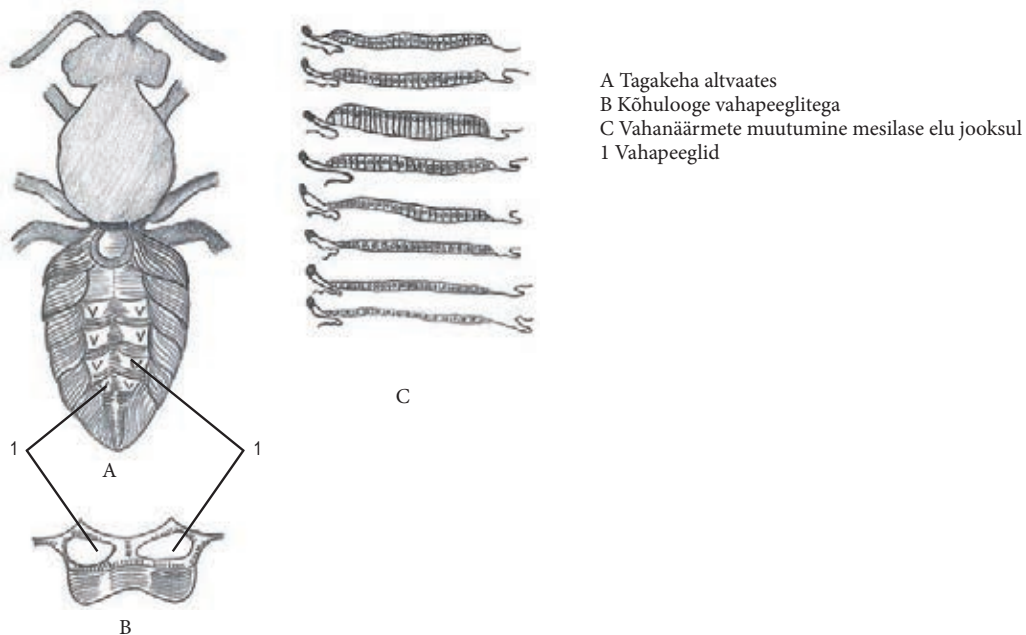 A Tagakeha altvaates
B Kõhulooge vahapeeglitega
C Vahanäärmete muutumine mesilase elu jooksul
1 Vahapeeglid
C
1
1
A
B